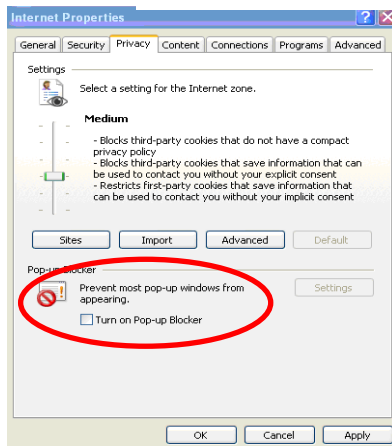 Internet Properties
General Security Privacy Content Connections Programs Advanced
Settings
Select a setting for the Internet zone.
Medium
- Blocks third-party cookies that do not have a compact
privacy policy
- Blocks third-party cookies that save information that can
be used to contact you without your explicit consent
- Restricts first-party cookies that save information that
can be used to contact you without your implicit consent
Sites Import Advanced Default
Pop-up Blocker
Prevent most pop-up windows from
appearing.
Settings
Turn on Pop-up Blocker
OK Cancel Apply